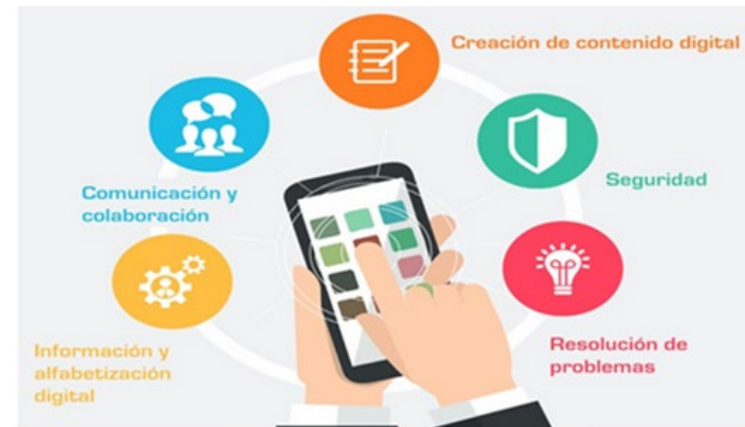 Creación de contenido digital
Comunicación y
colaboración
Seguridad
Información y
alfabetización
digital
Resolución de
problemas